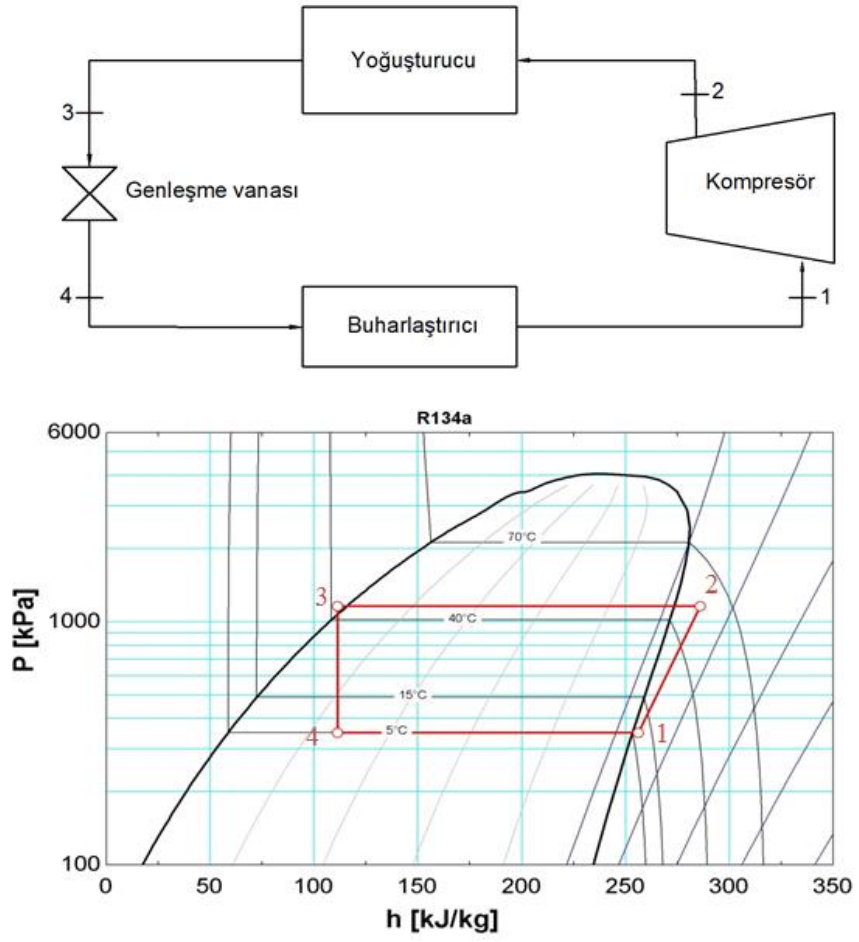 Yoğuşturucu
2
3
Genleşme vanası
Kompresör
4
1
Buharlaştırıcı
R134a
6000
70°C
3
2
1000
40°C
15°C
4
5°C
1
100
0
50
100
150
200
250
300
350
P [kPa]
h [kJ/kg]